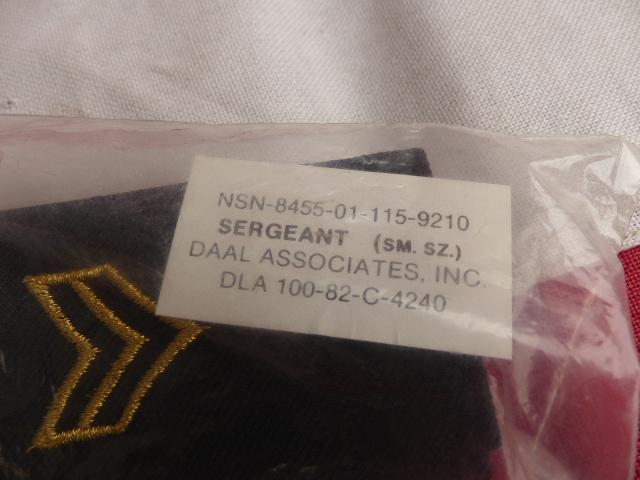 NSN-8455-01-115-9210
SERGEANT (SM. SZ.)
DAAL ASSOCIATES, INC.
DLA 100-82-C-4240